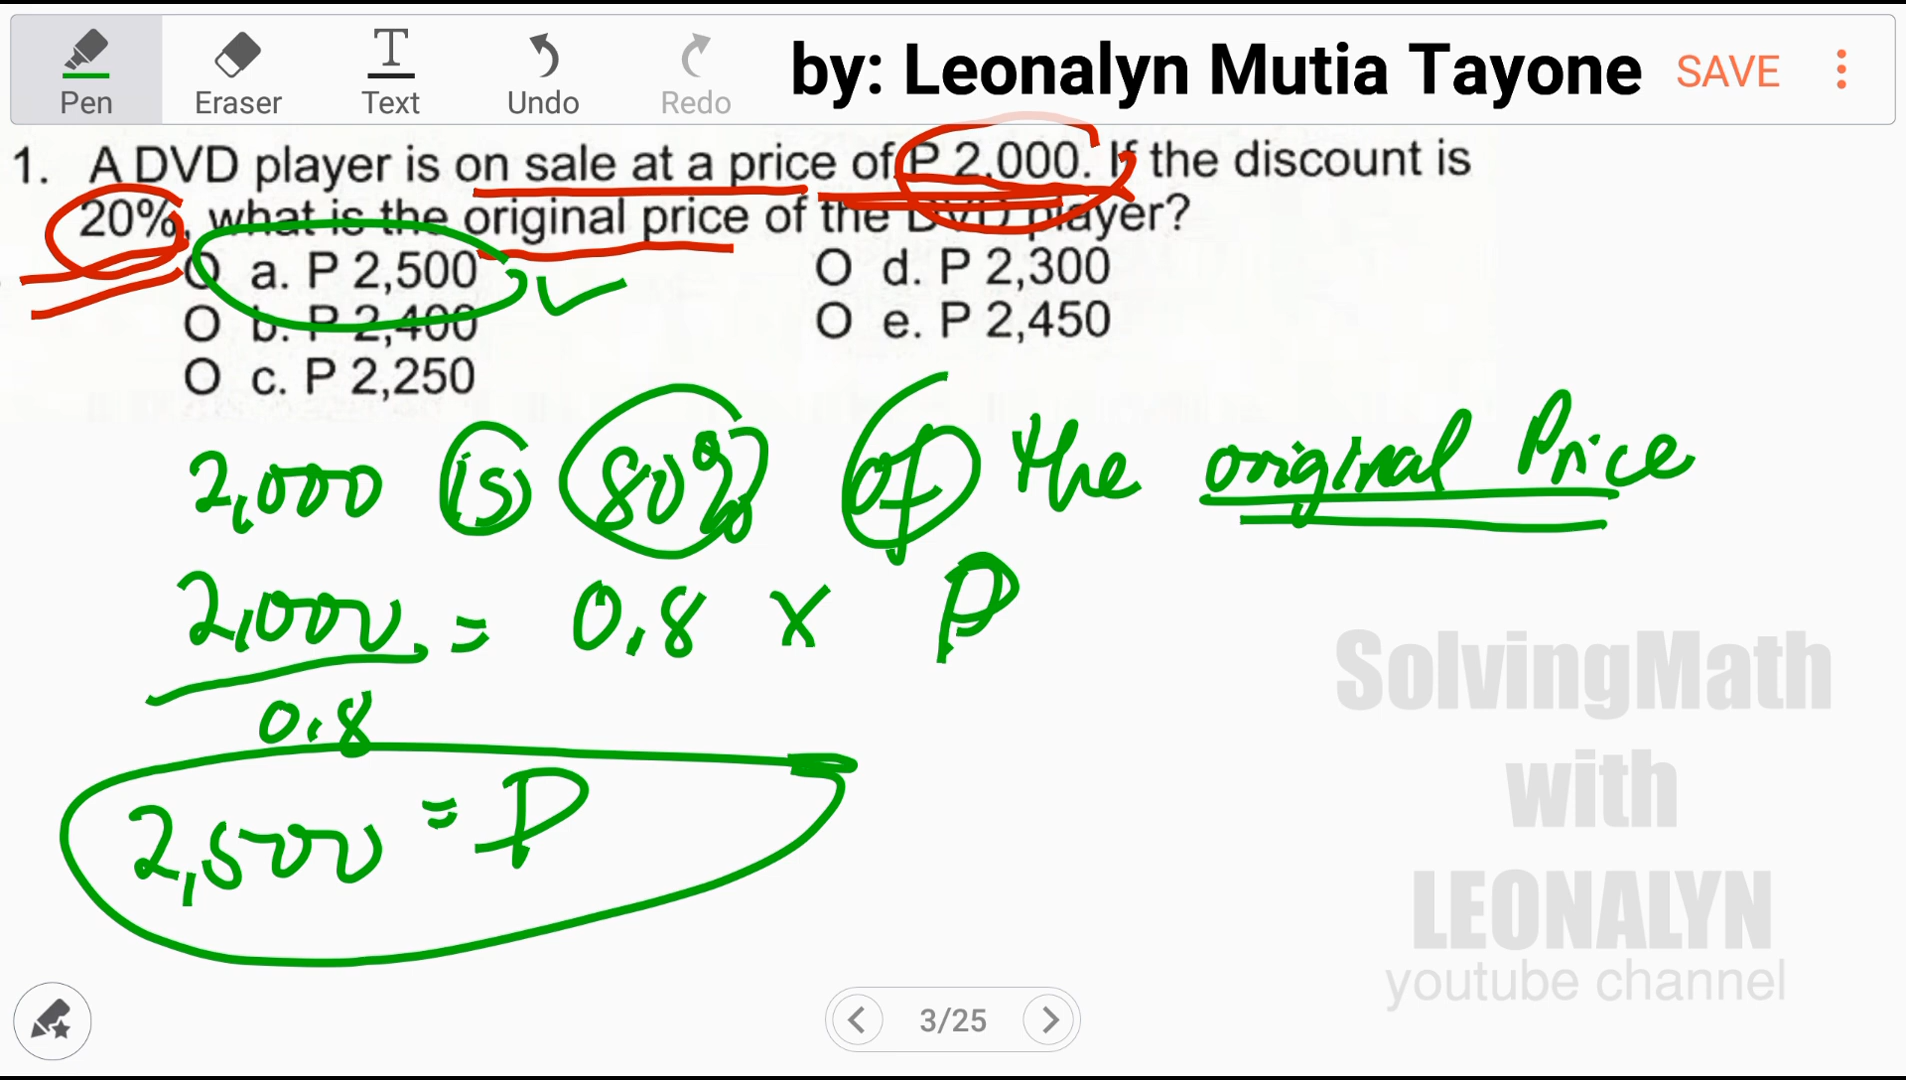 Pen Eraser Text Undo Redo by: Leonalyn Mutia Tayone SAVE
1. A DVD player is on sale at a price of P 2,000. If the discount is
20%, what is the original price of the DVD player?
O a. P 2,500
O b. P 2,400
O c. P 2,250
O d. P 2,300
O e. P 2,450
2,000 is 80% of the original Price
2,000 = 0.8 x P
0.8
2,500 = P
SolvingMath
with
LEONALYN
youtube channel
3/25